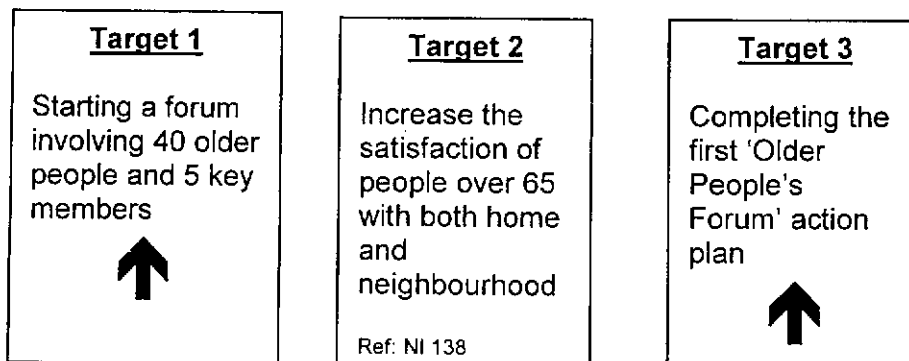 Target 1
Starting a forum
involving 40 older
people and 5 key
members
Target 2
Increase the
satisfaction of
people over 65
with both home
and
neighbourhood
Ref: NI 138
Target 3
Completing the
first 'Older
People's
Forum' action
plan